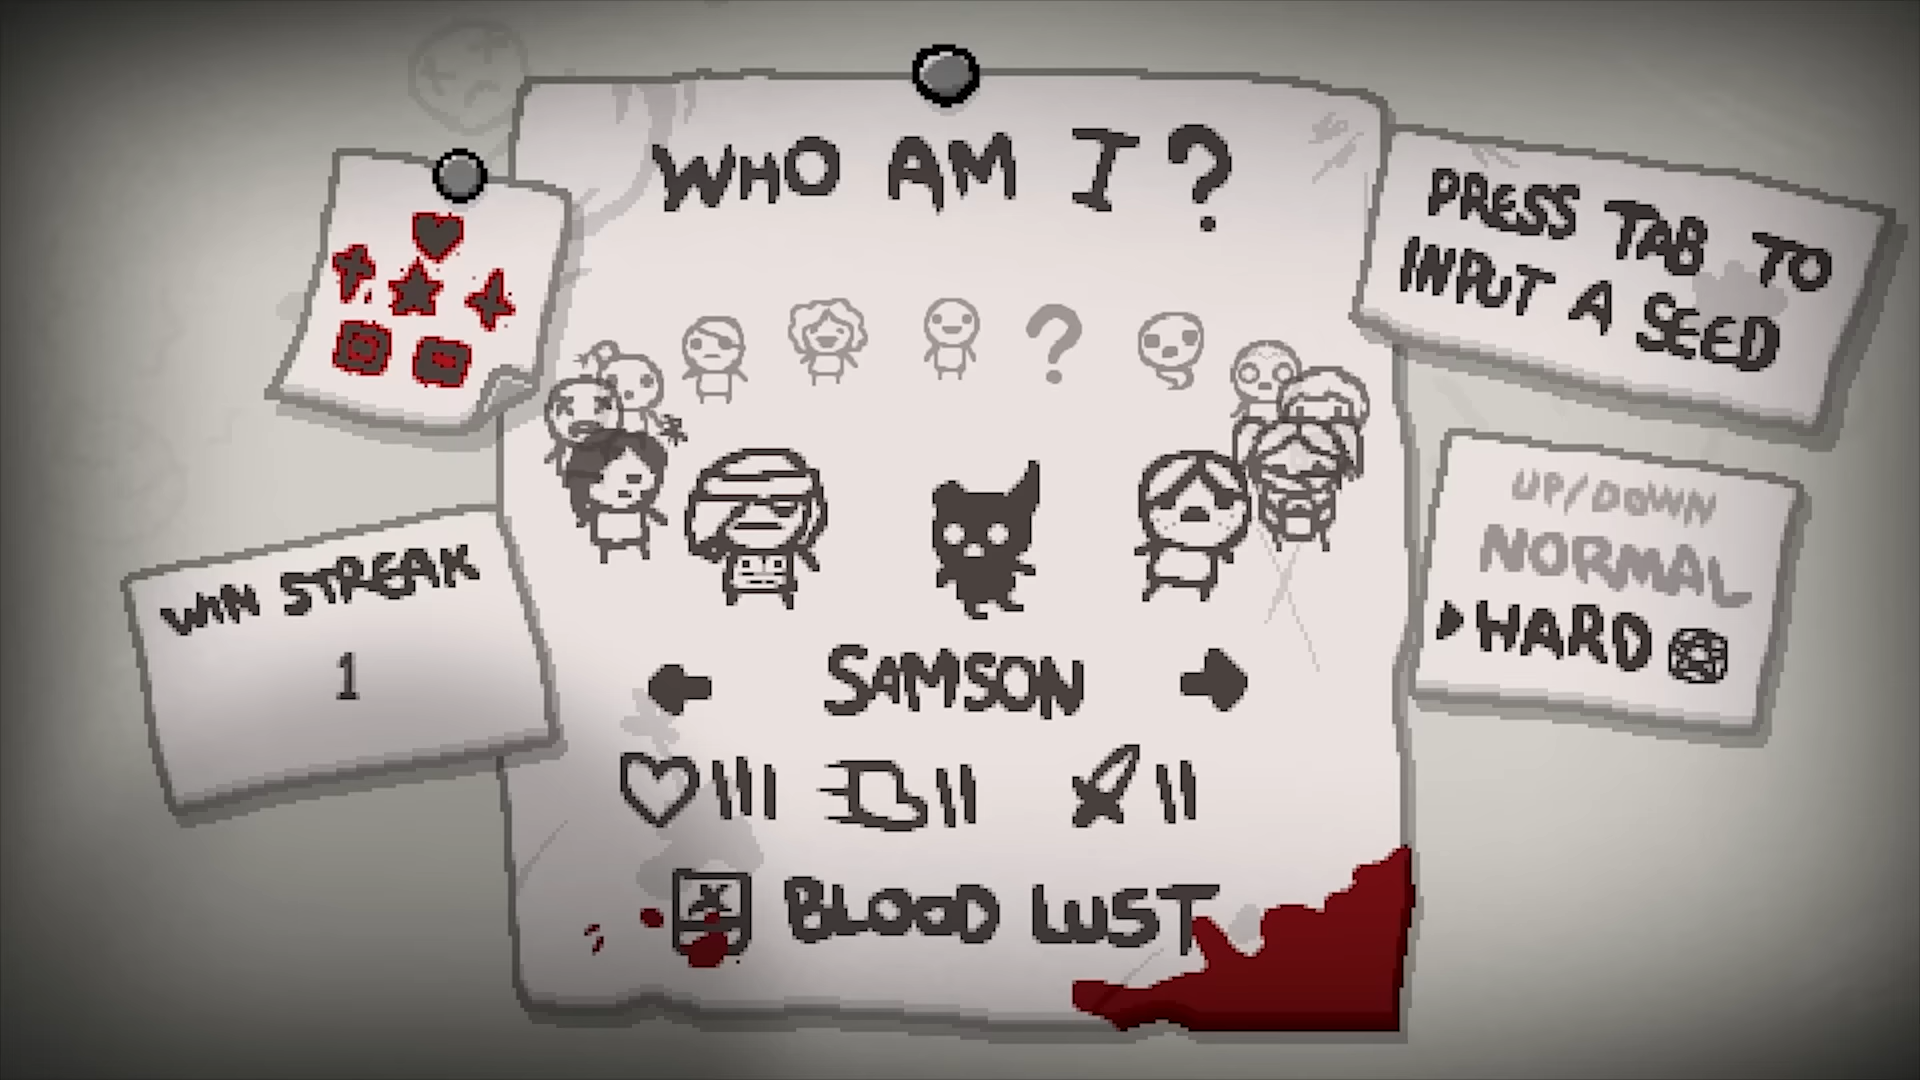 WHO AM I?
PRESS TAB TO
INPUT A SEED
WIN STREAK
1
UP/DOWN
NORMAL
HARD
?
SAMSON
BLOOD LUST